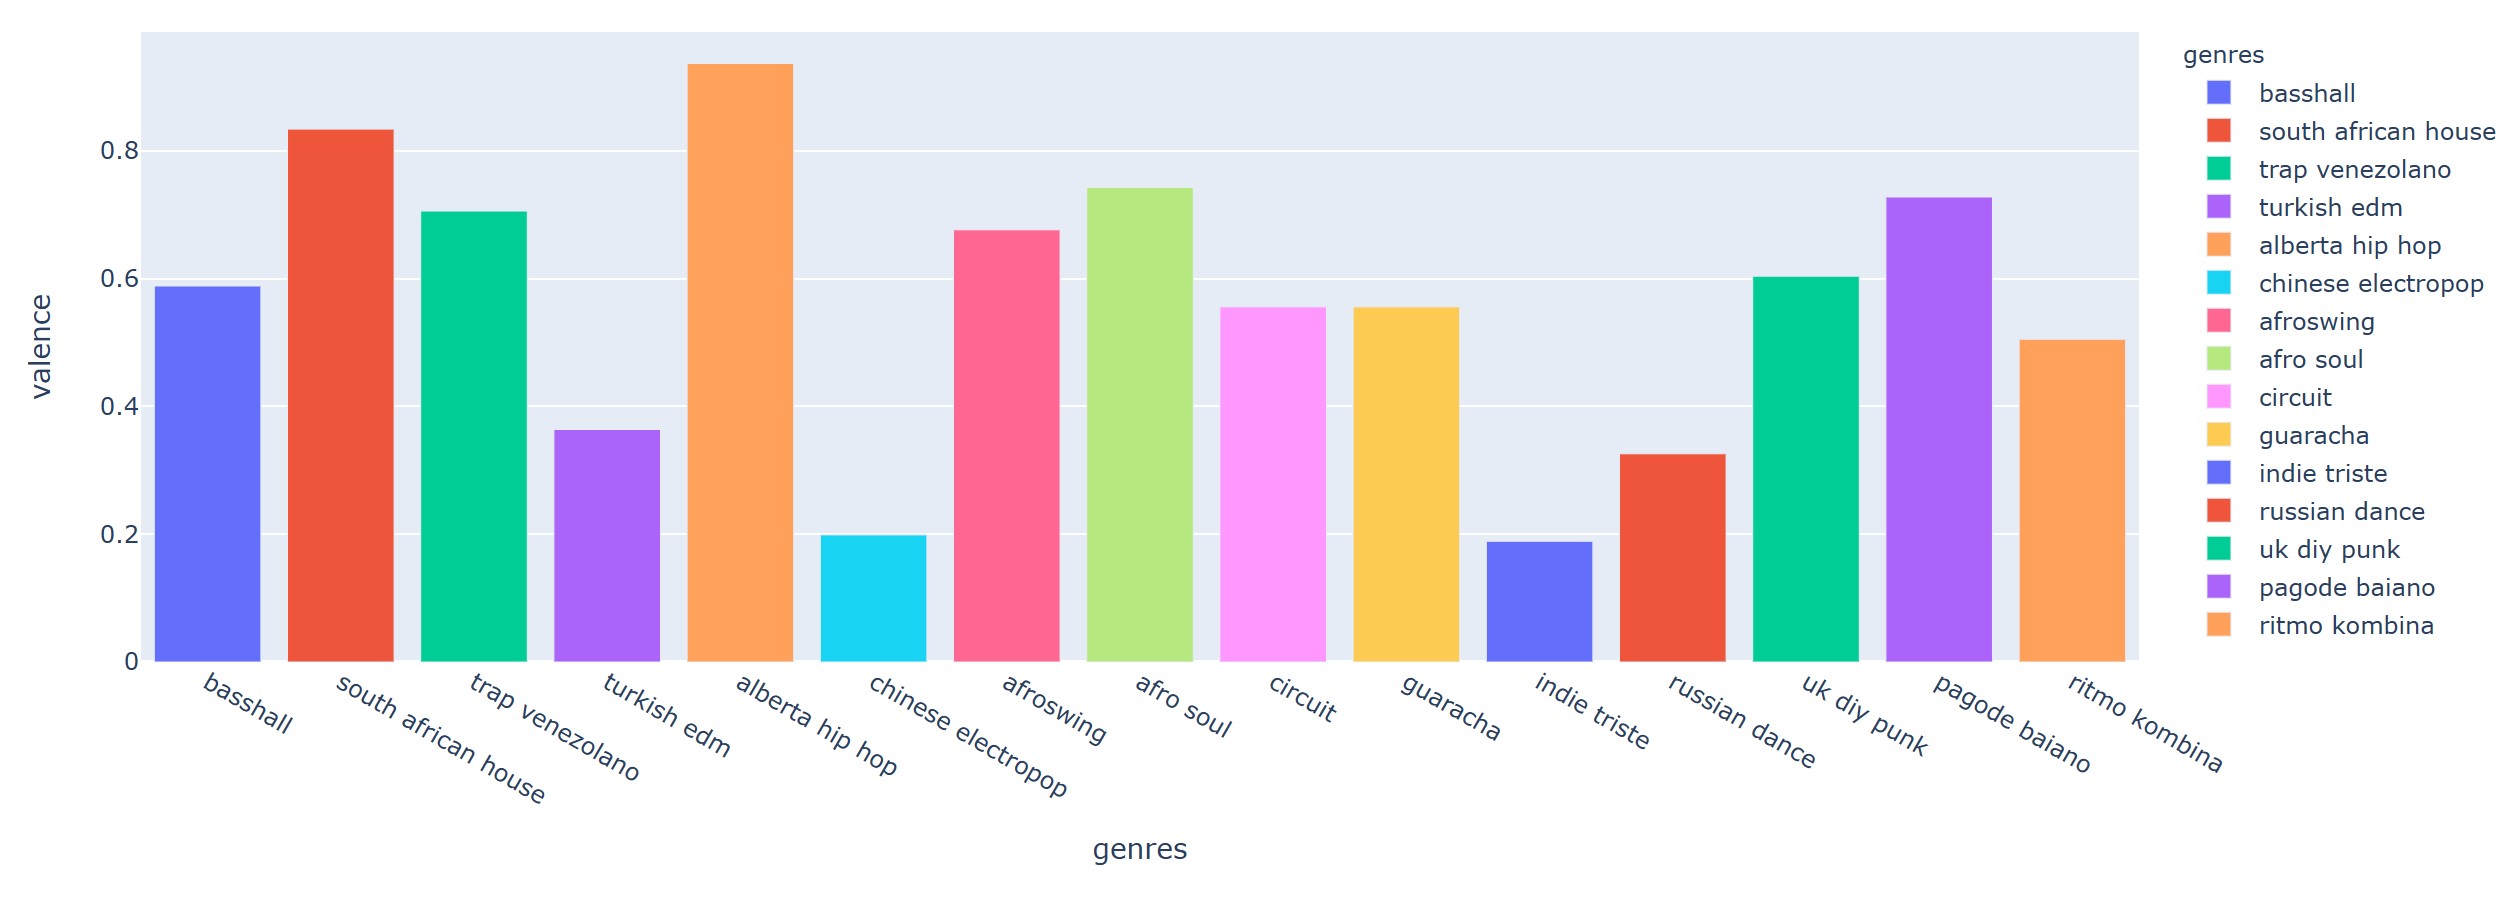 valence
0.8
0.6
0.4
0.2
0
basshall
south african house
trap venezolano
turkish edm
alberta hip hop
chinese electropop
afroswing
afro soul
circuit
guaracha
indie triste
russian dance
uk diy punk
pagode baiano
ritmo kombina
genres
genres
basshall
south african house
trap venezolano
turkish edm
alberta hip hop
chinese electropop
afroswing
afro soul
circuit
guaracha
indie triste
russian dance
uk diy punk
pagode baiano
ritmo kombina